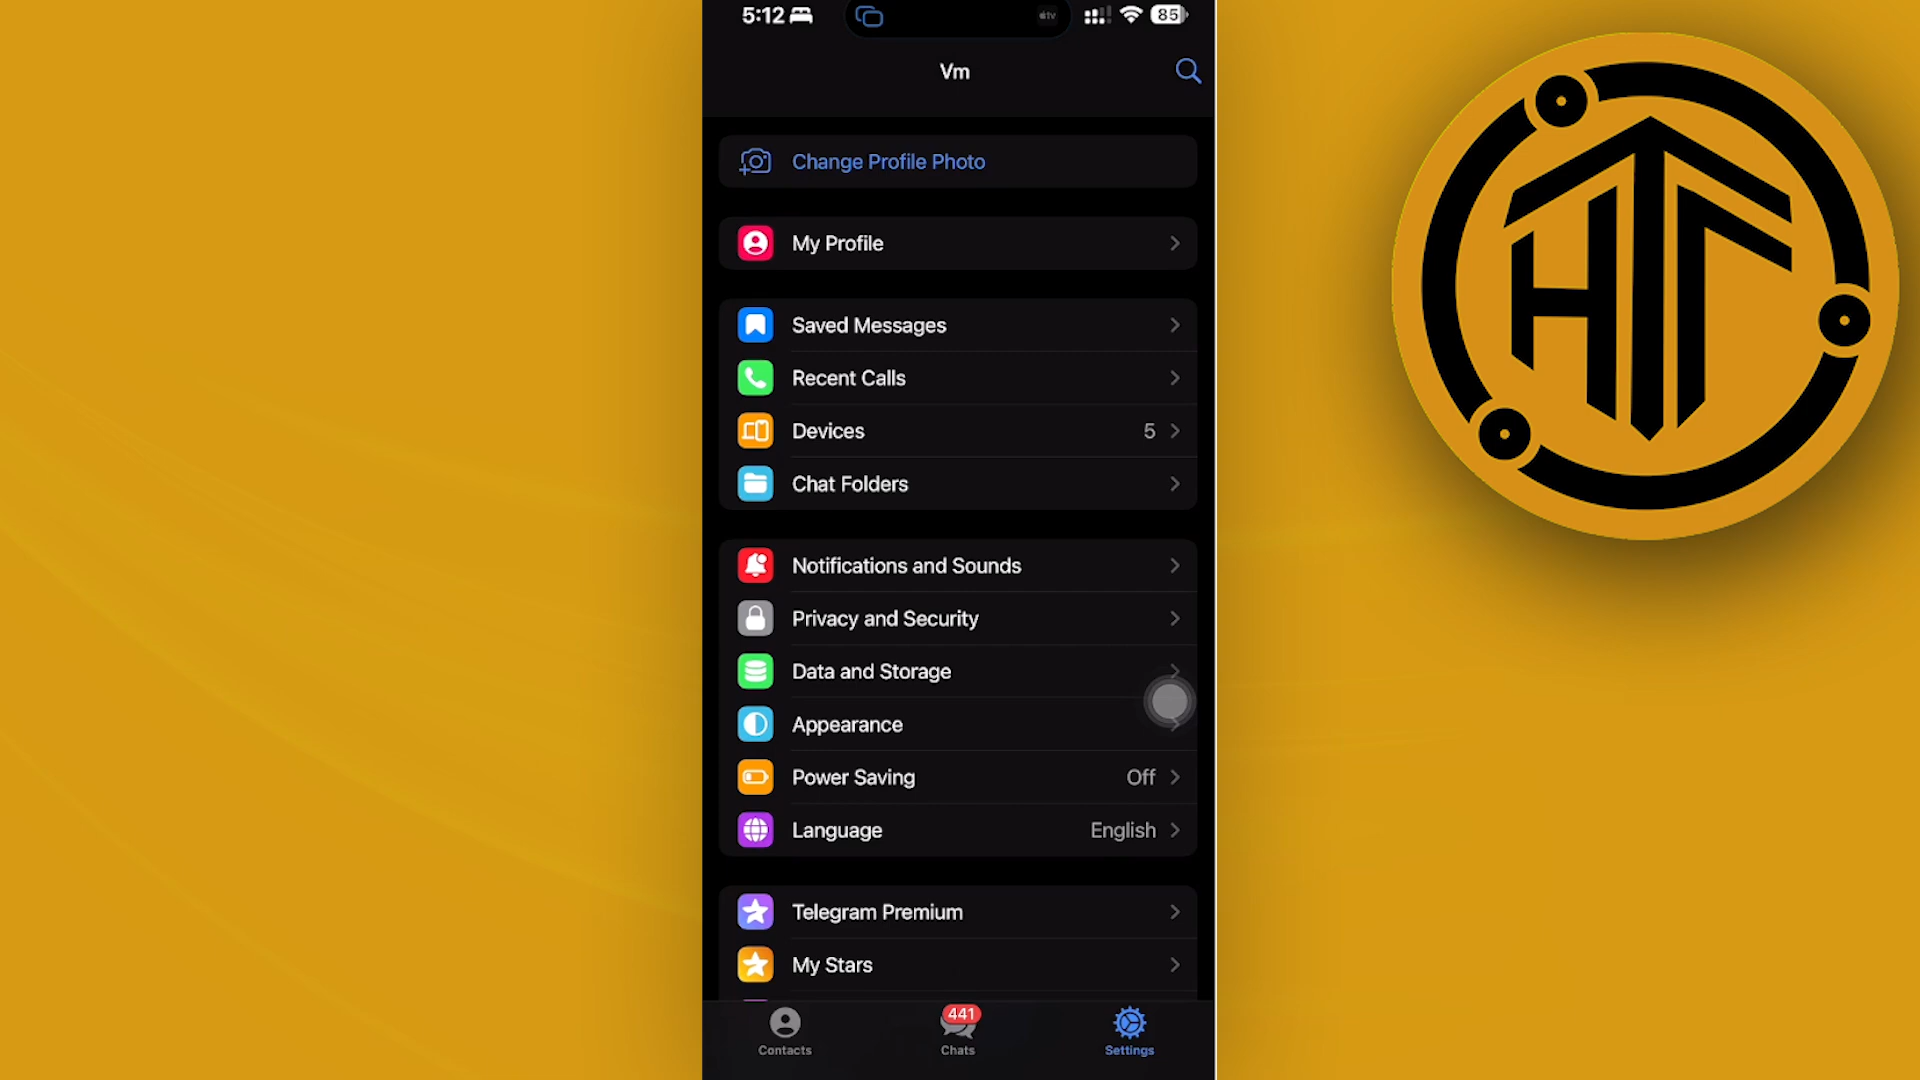 5:12
tv
85
Vm
Change Profile Photo
My Profile
Saved Messages
Recent Calls
Devices 5
Chat Folders
Notifications and Sounds
Privacy and Security
Data and Storage
Appearance
Power Saving Off
Language English
Telegram Premium
My Stars
441
Contacts Chats Settings
HT